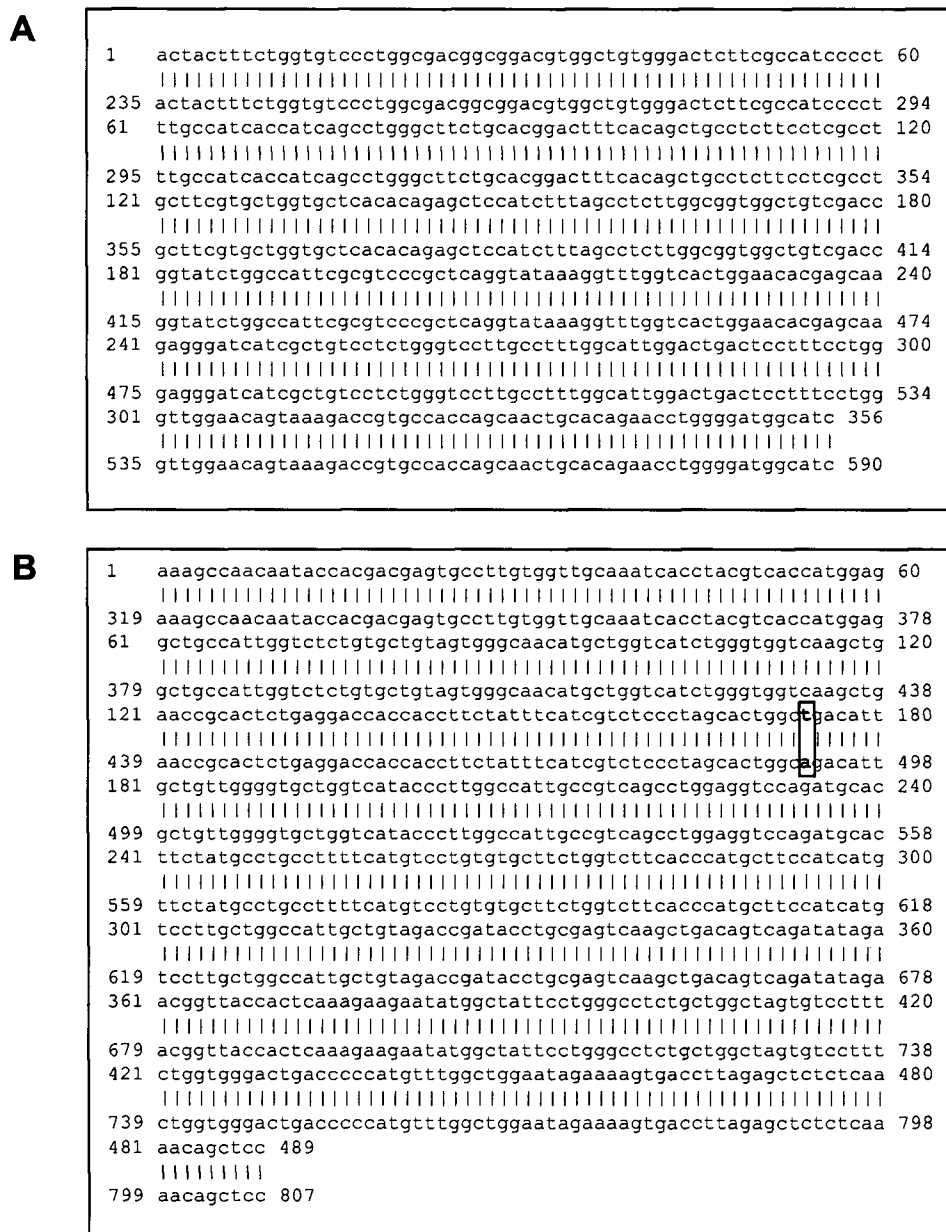 A
1 actactttctggtgtccctggcgacggcggacgtggctgtgggactcttcgccatcccct 60
235 actactttctggtgtccctggcgacggcggacgtggctgtgggactcttcgccatcccct 294
61 ttgccatcaccatcagcctgggcttctgcacggactttcacagctgcctcttcctcgcct 120
295 ttgccatcaccatcagcctgggcttctgcacggactttcacagctgcctcttcctcgcct 354
121 gcttcgtgctggtgctcacacagagctccatctttagcctcttggcggtggctgtcgacc 180
355 gcttcgtgctggtgctcacacagagctccatctttagcctcttggcggtggctgtcgacc 414
181 ggtatctggccattcgcgtcccgctcaggtataaaggtttggtcactggaacacgagcaa 240
415 ggtatctggccattcgcgtcccgctcaggtataaaggtttggtcactggaacacgagcaa 474
241 gagggatcatcgctgtcctctgggtccttgcctttggcattggactgactcctttcctgg 300
475 gagggatcatcgctgtcctctgggtccttgcctttggcattggactgactcctttcctgg 534
301 gttggaacagtaaagaccgtgccaccagcaactgcacagaacctggggatggcatc 356
535 gttggaacagtaaagaccgtgccaccagcaactgcacagaacctggggatggcatc 590
B
1 aaagccaacaataccacgacgagtgccttgtggttgcaaatcacctacgtcaccatggag 60
319 aaagccaacaataccacgacgagtgccttgtggttgcaaatcacctacgtcaccatggag 378
61 gctgccattggtctctgtgctgtagtgggcaacatgctggtcatctgggtggtcaagctg 120
379 gctgccattggtctctgtgctgtagtgggcaacatgctggtcatctgggtggtcaagctg 438
121 aaccgcactctgaggaccaccaccttctatttcatcgtctccctagcactggctgacatt 180
439 aaccgcactctgaggaccaccaccttctatttcatcgtctccctagcactggcagacatt 498
181 gctgttggggtgctggtcatacccttggccattgccgtcagcctggaggtccagatgcac 240
499 gctgttggggtgctggtcatacccttggccattgccgtcagcctggaggtccagatgcac 558
241 ttctatgcctgccttttcatgtcctgtgtgcttctggtcttcacccatgcttccatcatg 300
559 ttctatgcctgccttttcatgtcctgtgtgcttctggtcttcacccatgcttccatcatg 618
301 tccttgctggccattgctgtagaccgatacctgcgagtcaagctgacagtcagatataga 360
619 tccttgctggccattgctgtagaccgatacctgcgagtcaagctgacagtcagatataga 678
361 acggttaccactcaaagaagaatatggctattcctgggcctctgctggctagtgtccttt 420
679 acggttaccactcaaagaagaatatggctattcctgggcctctgctggctagtgtccttt 738
421 ctggtgggactgacccccatgtttggctggaatagaaaagtgaccttagagctctctcaa 480
739 ctggtgggactgacccccatgtttggctggaatagaaaagtgaccttagagctctctcaa 798
481 aacagctcc 489
799 aacagctcc 807